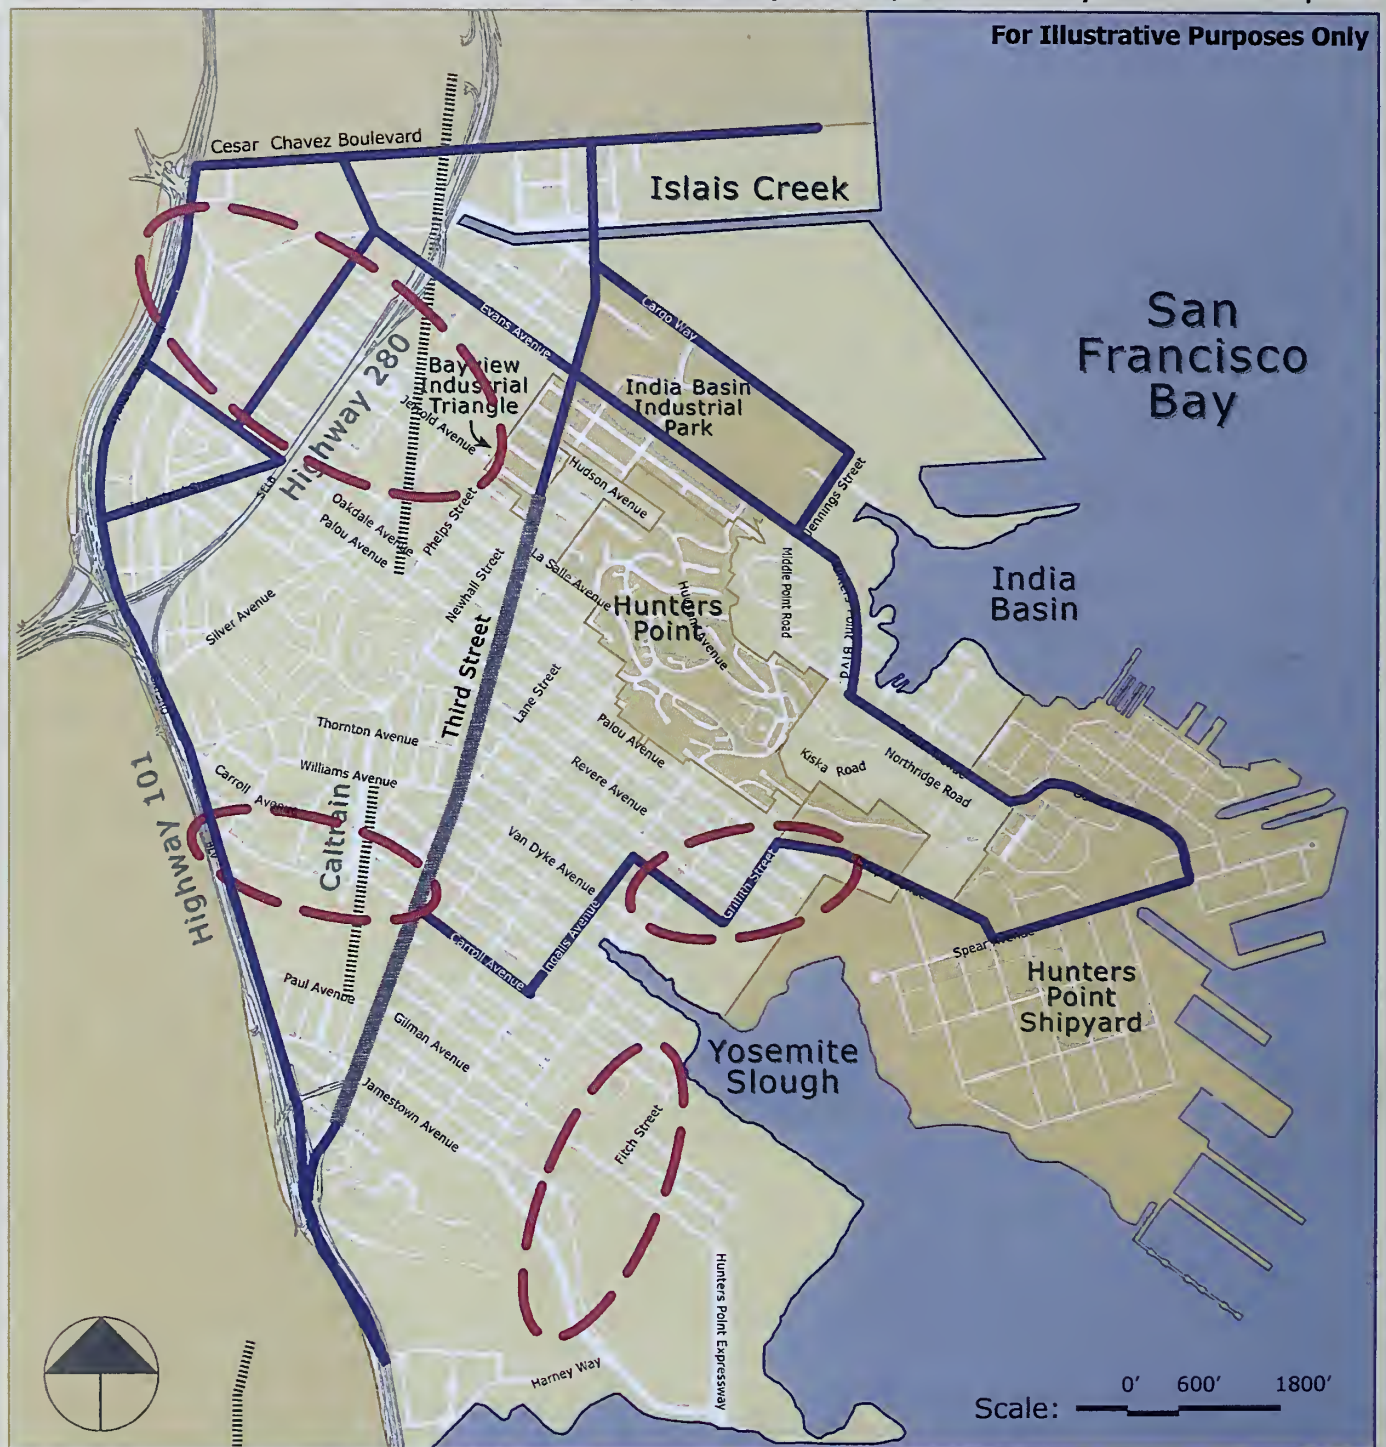 For Illustrative Purposes Only
Cesar Chavez Boulevard
Islais Creek
San
Francisco
Bay
Cargo Way
Evans Avenue
Highway 280
Bayview
Industrial
Triangle
India Basin
Industrial
Park
Jerrold Avenue
Jennings Street
Hudson Avenue
Oakdale Avenue
Palou Avenue
Phelps Street
Newhall Street
La Salle Avenue
Hunters
Point
Middle Point Road
India
Basin
Silver Avenue
Third Street
Lane Street
Thornton Avenue
Palou Avenue
Williams Avenue
Revere Avenue
Kiska Road
Northridge Road
Carroll Avenue
Highway 101
Caltrain
Van Dyke Avenue
Griffith Street
Ingalls Avenue
Carroll Avenue
Spear Avenue
Hunters
Point
Shipyard
Paul Avenue
Gilman Avenue
Yosemite
Slough
Jamestown Avenue
Fitch Street
Hunters Point Expressway
Harney Way
Scale:
0' 600' 1800'